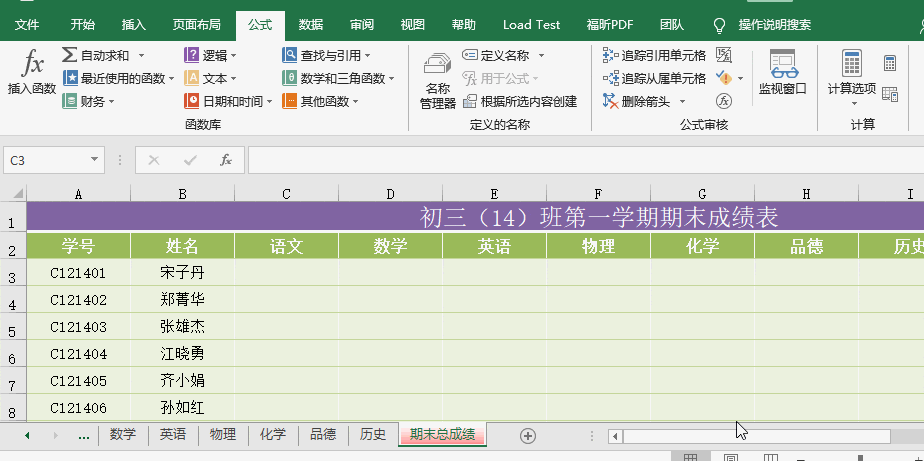 文件 开始 插入 页面布局 公式 数据 审阅 视图 帮助 Load Test 福昕PDF 团队 操作说明搜索
fx 插入函数
Σ 自动求和
最近使用的函数
财务
逻辑
文本
日期和时间
查找与引用
数学和三角函数
其他函数
函数库
名称
管理器
定义名称
用于公式
根据所选内容创建
定义的名称
追踪引用单元格
追踪从属单元格
删除箭头
公式审核
监视窗口
计算选项
计算
C3 fx
A B C D E F G H I
1 初三（14）班第一学期期末成绩表
2 学号 姓名 语文 数学 英语 物理 化学 品德 历史
3 C121401 宋子丹
4 C121402 郑菁华
5 C121403 张雄杰
6 C121404 江晓勇
7 C121405 齐小娟
8 C121406 孙如红
... 数学 英语 物理 化学 品德 历史 期末总成绩